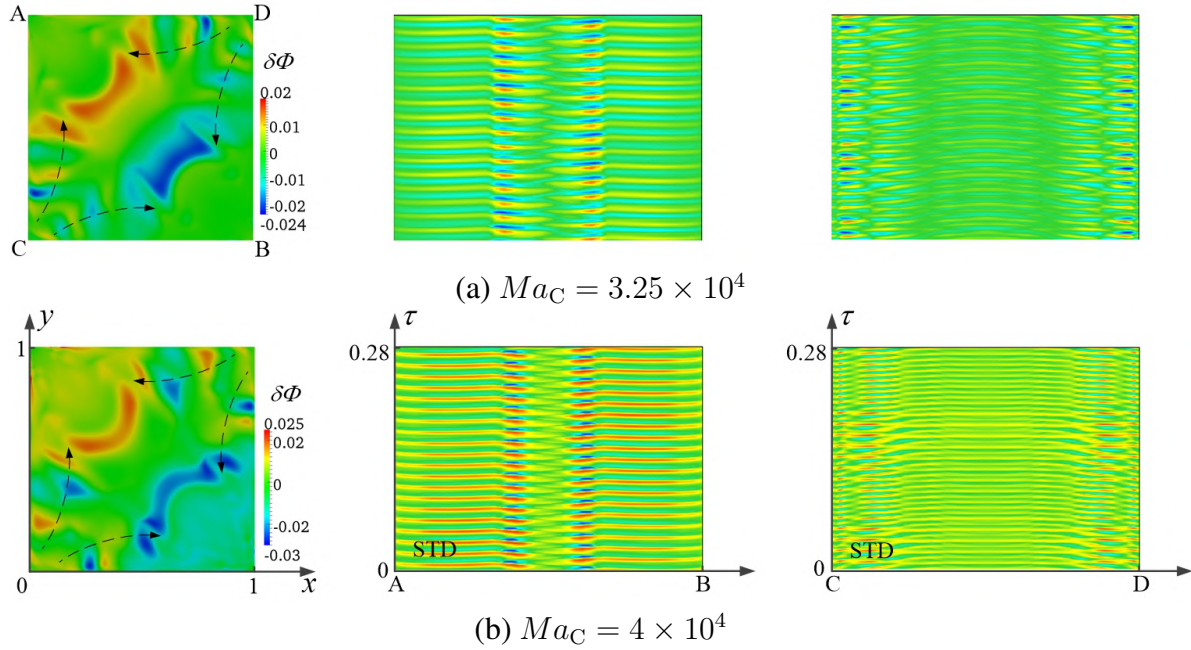 A D
δΦ
0.02
0.01
0
-0.01
-0.02
-0.024
C B
(a) Ma_C = 3.25 × 10^4
y
1
δΦ
0.025
0.02
0
-0.02
-0.03
0 1 x
τ
0.28
STD
0
A B
τ
0.28
STD
0
C D
(b) Ma_C = 4 × 10^4